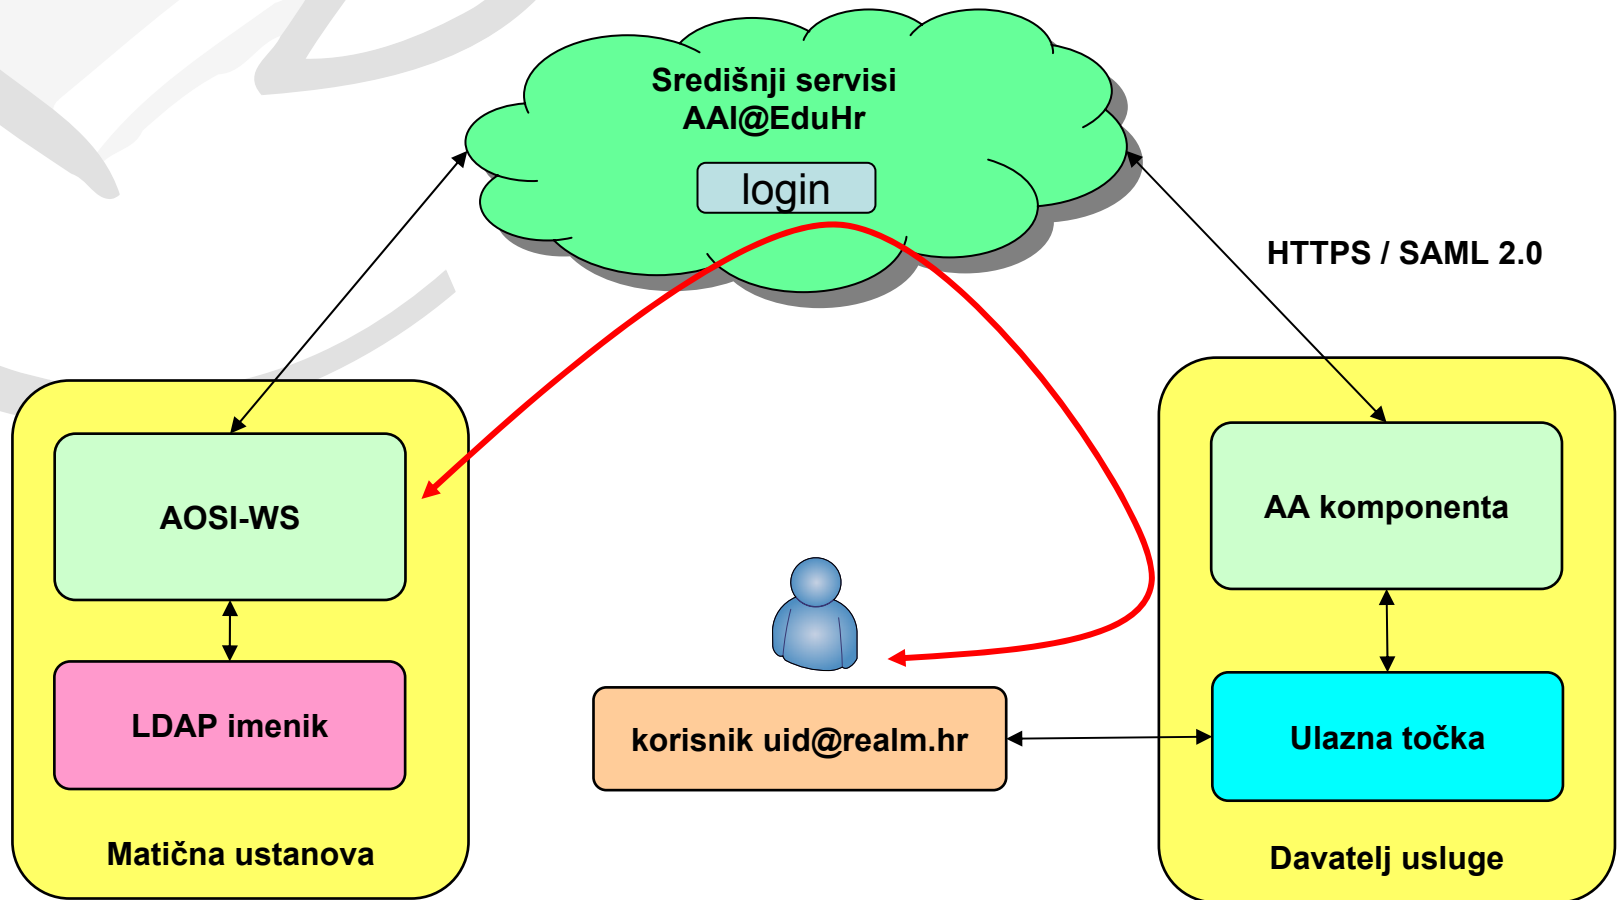 Središnji servisi
AAI@EduHr
login
HTTPS / SAML 2.0
AOSI-WS
AA komponenta
LDAP imenik
korisnik uid@realm.hr
Ulazna točka
Matična ustanova
Davatelj usluge